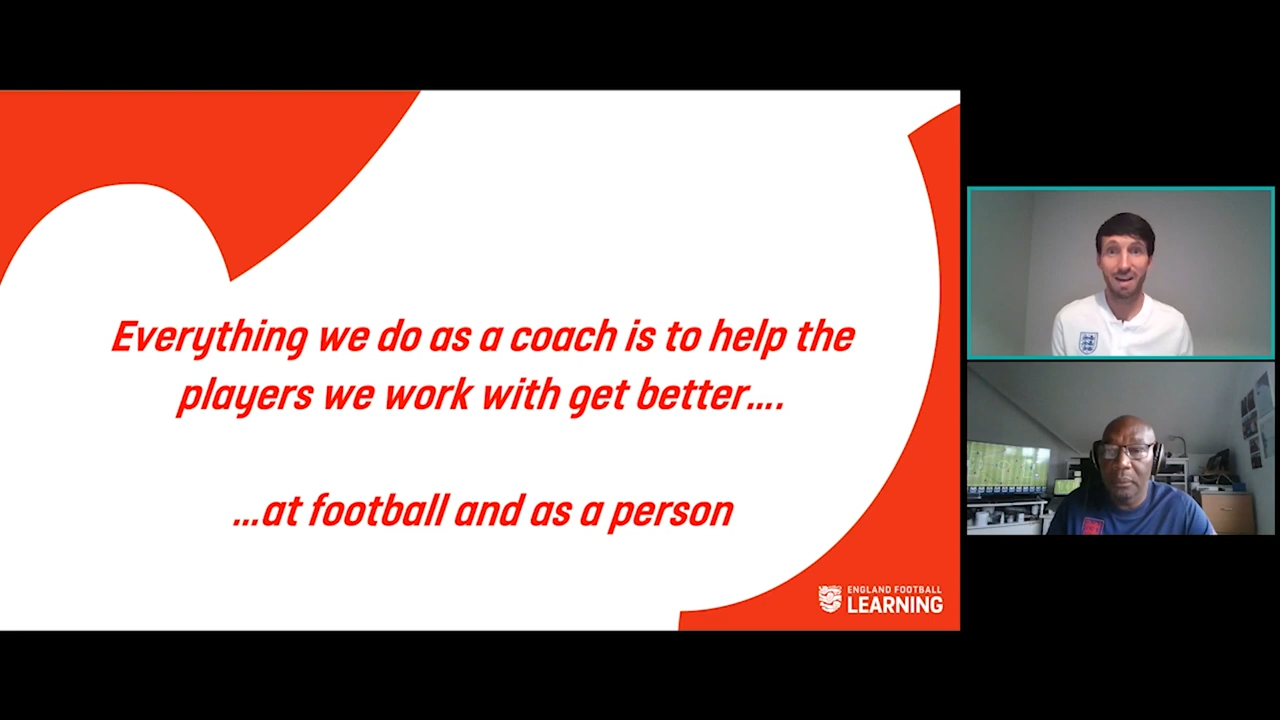 Everything we do as a coach is to help the
players we work with get better....
...at football and as a person
ENGLAND FOOTBALL
LEARNING